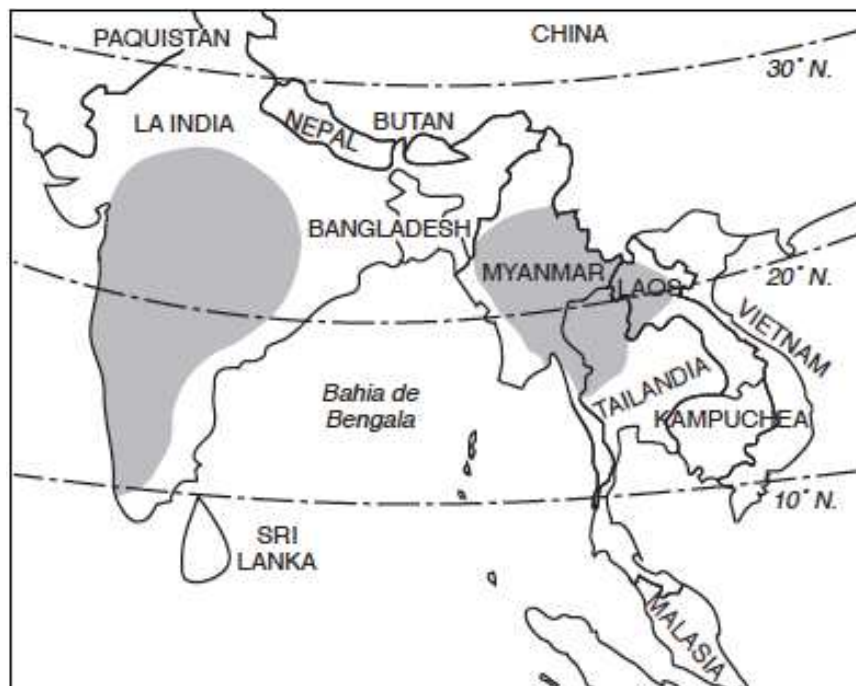 PAQUISTAN
CHINA
30° N.
LA INDIA
NEPAL
BUTAN
BANGLADESH
MYANMAR
LAOS
20° N.
VIETNAM
Bahia de
Bengala
TAILANDIA
KAMPUCHEA
10° N.
SRI
LANKA
MALASIA